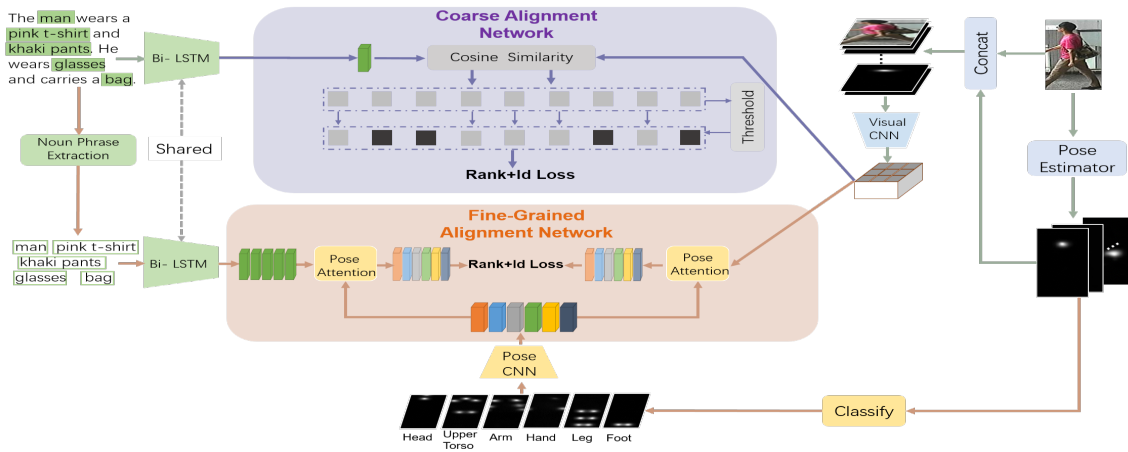 The man wears a
pink t-shirt and
khaki pants. He
wears glasses
and carries a bag.
Bi- LSTM
Noun Phrase
Extraction
Shared
man pink t-shirt
khaki pants
glasses bag
Bi- LSTM
Coarse Alignment
Network
Cosine Similarity
Threshold
Rank+Id Loss
Fine-Grained
Alignment Network
Pose
Attention
Rank+Id Loss
Pose
Attention
Pose
CNN
Head
Upper
Torso
Arm
Hand
Leg
Foot
Classify
Concat
Visual
CNN
Pose
Estimator